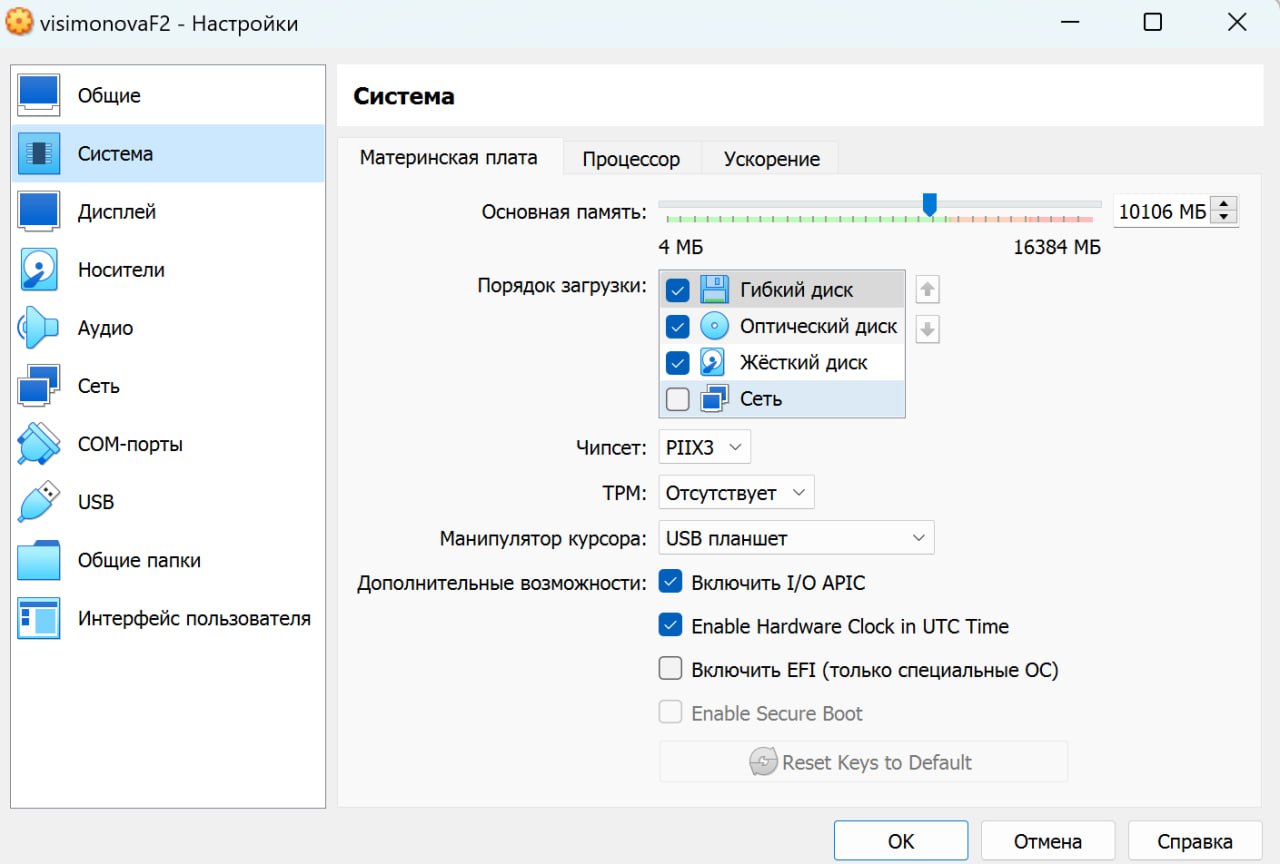 visimonovaF2 - Настройки
Общие
Система
Дисплей
Носители
Аудио
Сеть
COM-порты
USB
Общие папки
Интерфейс пользователя
Система
Материнская плата
Процессор
Ускорение
Основная память:
10106 МБ
4 МБ
16384 МБ
Порядок загрузки:
Гибкий диск
Оптический диск
Жёсткий диск
Сеть
Чипсет:
PIIX3
TPM:
Отсутствует
Манипулятор курсора:
USB планшет
Дополнительные возможности:
Включить I/O APIC
Enable Hardware Clock in UTC Time
Включить EFI (только специальные ОС)
Enable Secure Boot
Reset Keys to Default
OK
Отмена
Справка